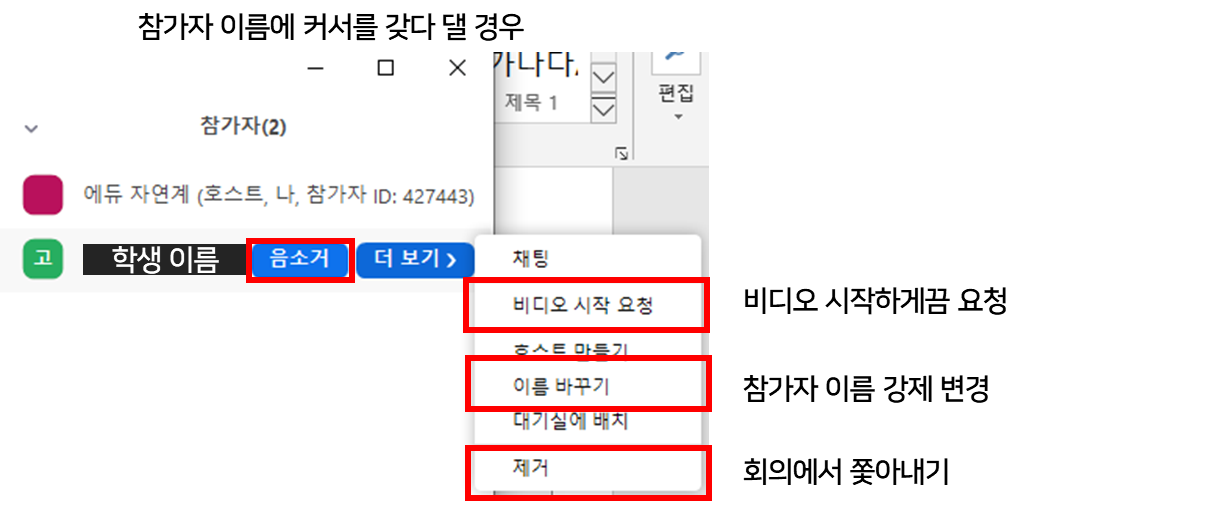 참가자 이름에 커서를 갖다 댈 경우
가나다
제목 1
편집
참가자(2)
에듀 자연계 (호스트, 나, 참가자 ID: 427443)
고 학생 이름 음소거 더 보기 >
채팅
비디오 시작 요청 비디오 시작하게끔 요청
호스트 만들기
이름 바꾸기 참가자 이름 강제 변경
대기실에 배치
제거 회의에서 쫓아내기